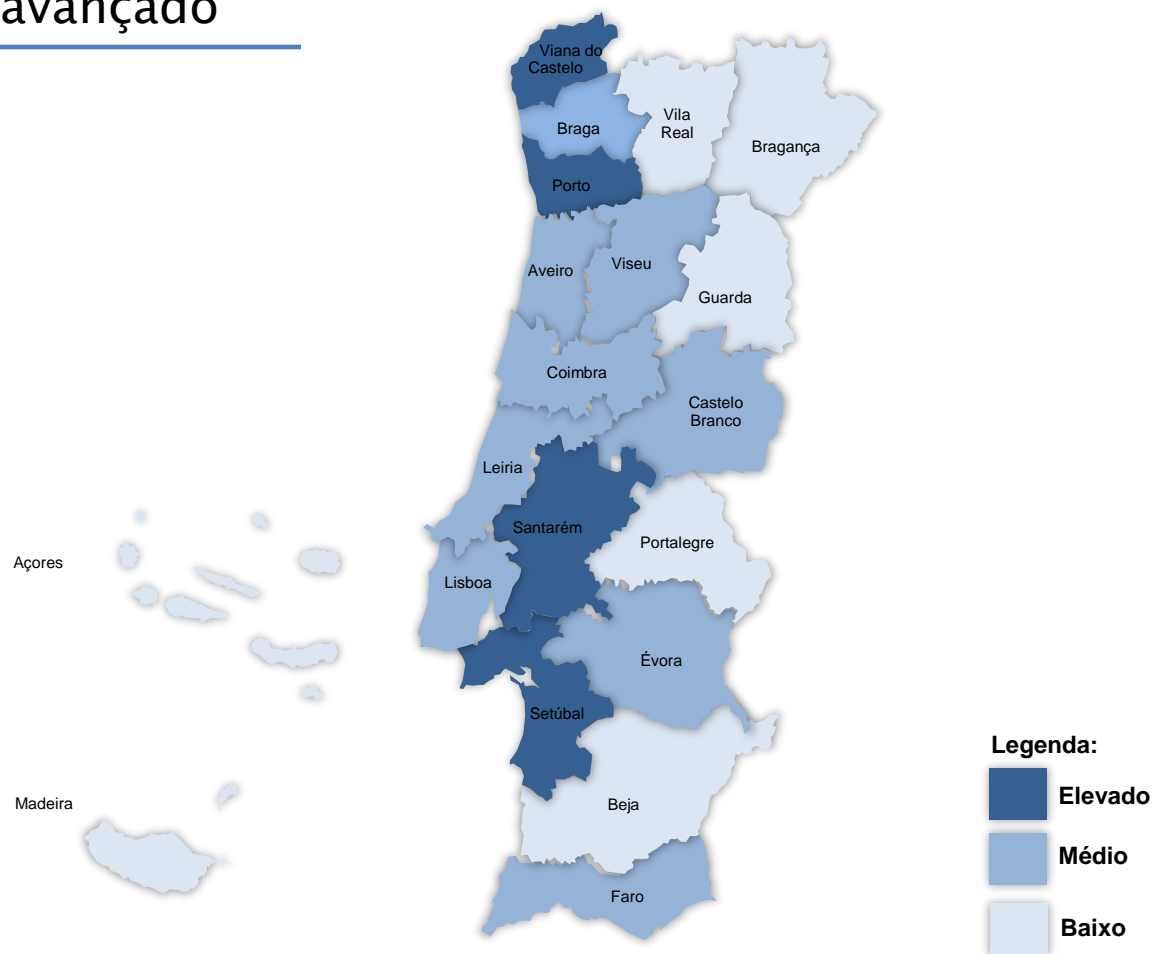 avançado
Viana do
Castelo
Braga
Vila
Real
Bragança
Porto
Aveiro
Viseu
Guarda
Coimbra
Castelo
Branco
Leiria
Santarém
Portalegre
Açores
Lisboa
Évora
Setúbal
Legenda:
Elevado
Madeira
Beja
Médio
Faro
Baixo